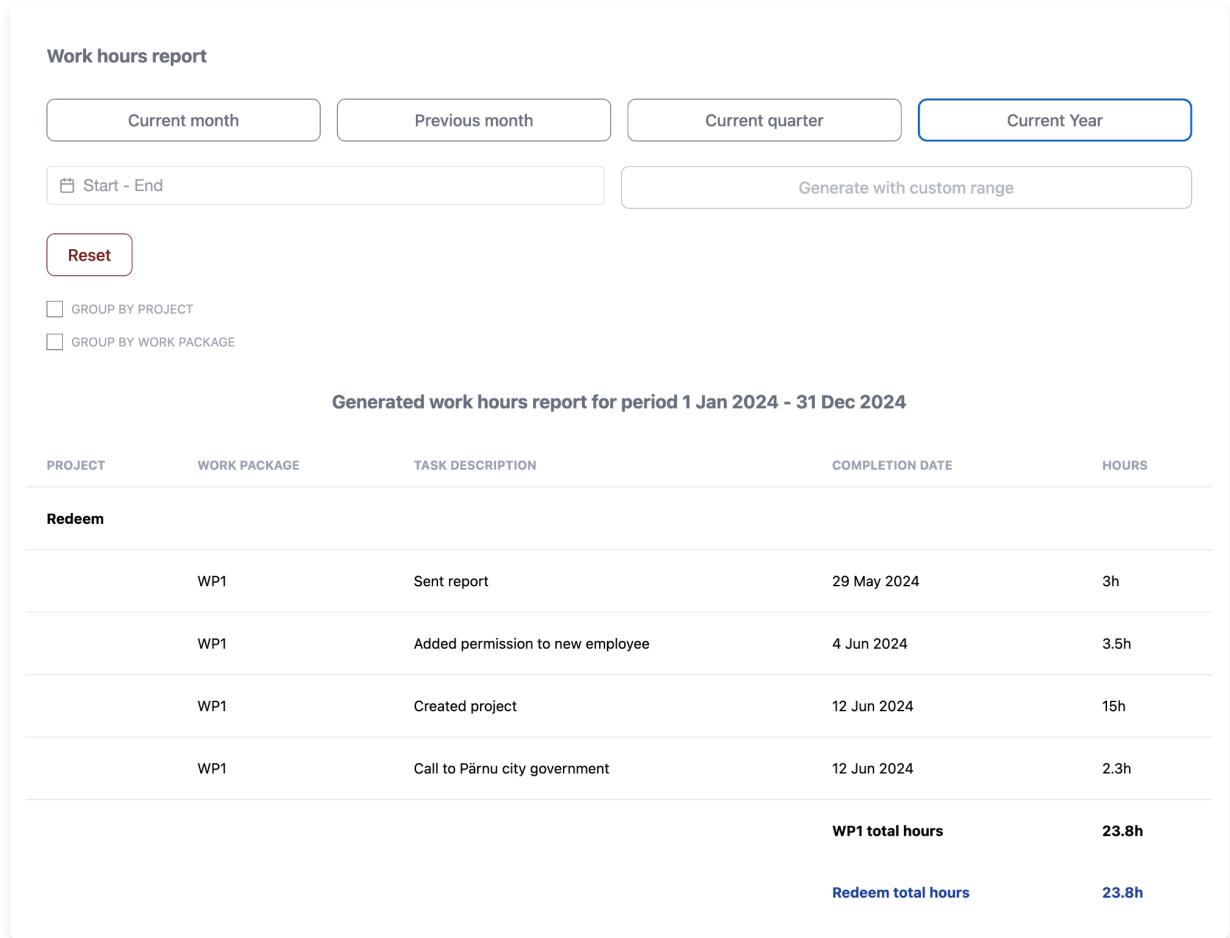 Work hours report
Current month Previous month Current quarter Current Year
Start - End Generate with custom range
Reset
GROUP BY PROJECT
GROUP BY WORK PACKAGE
Generated work hours report for period 1 Jan 2024 - 31 Dec 2024
PROJECT WORK PACKAGE TASK DESCRIPTION COMPLETION DATE HOURS
Redeem
WP1 Sent report 29 May 2024 3h
WP1 Added permission to new employee 4 Jun 2024 3.5h
WP1 Created project 12 Jun 2024 15h
WP1 Call to Pärnu city government 12 Jun 2024 2.3h
WP1 total hours 23.8h
Redeem total hours 23.8h